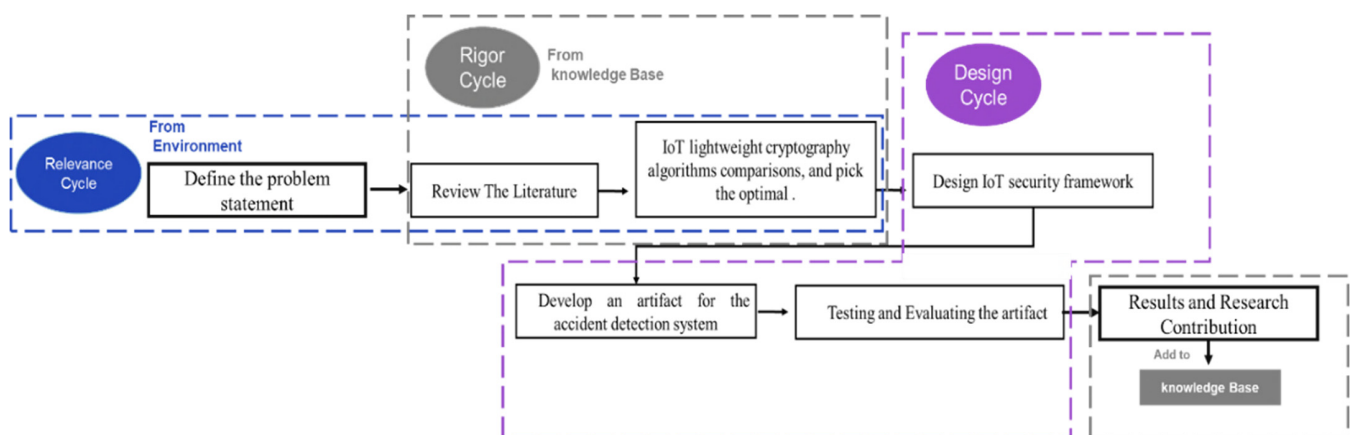 Rigor
Cycle
From
knowledge Base
Design
Cycle
From
Environment
Relevance
Cycle
Define the problem
statement
Review The Literature
IoT lightweight cryptography
algorithms comparisons, and pick
the optimal .
Design IoT security framework
Develop an artifact for the
accident detection system
Testing and Evaluating the artifact
Results and Research
Contribution
Add to
knowledge Base